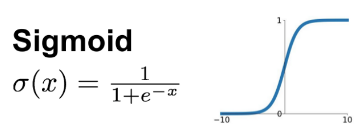 Sigmoid
σ(x) = 1/(1+e^{-x})
1
0
-10
10